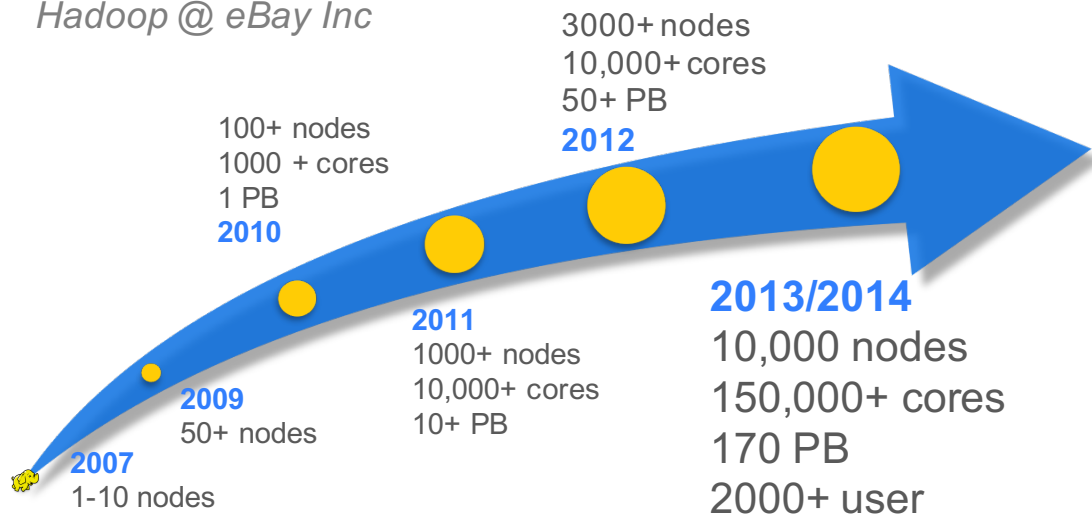 Hadoop @ eBay Inc
3000+ nodes
10,000+ cores
50+ PB
2012
100+ nodes
1000 + cores
1 PB
2010
2013/2014
10,000 nodes
150,000+ cores
170 PB
2000+ user
2011
1000+ nodes
10,000+ cores
10+ PB
2009
50+ nodes
2007
1-10 nodes